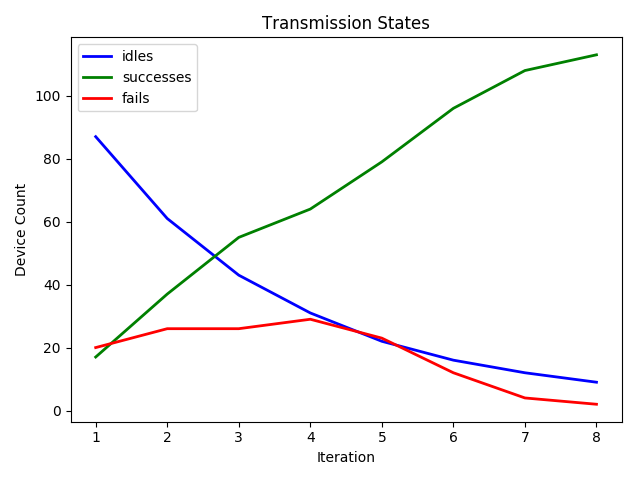 Transmission States
idles
successes
fails
Device Count
100
80
60
40
20
0
1 2 3 4 5 6 7 8
Iteration